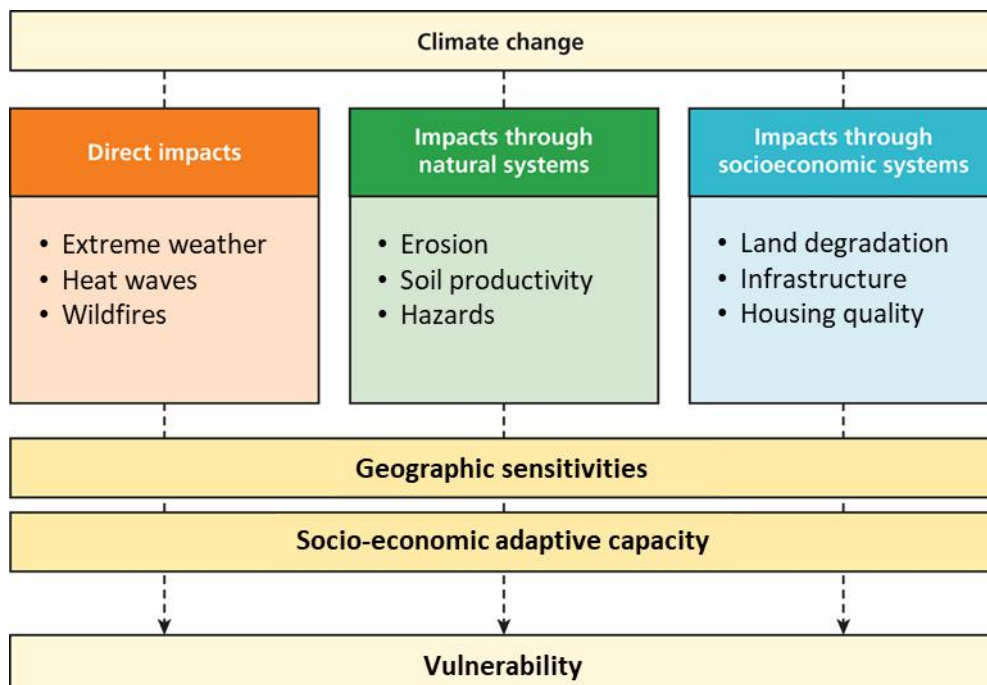 Climate change
Direct impacts
• Extreme weather
• Heat waves
• Wildfires
Impacts through
natural systems
• Erosion
• Soil productivity
• Hazards
Impacts through
socioeconomic systems
• Land degradation
• Infrastructure
• Housing quality
Geographic sensitivities
Socio-economic adaptive capacity
Vulnerability